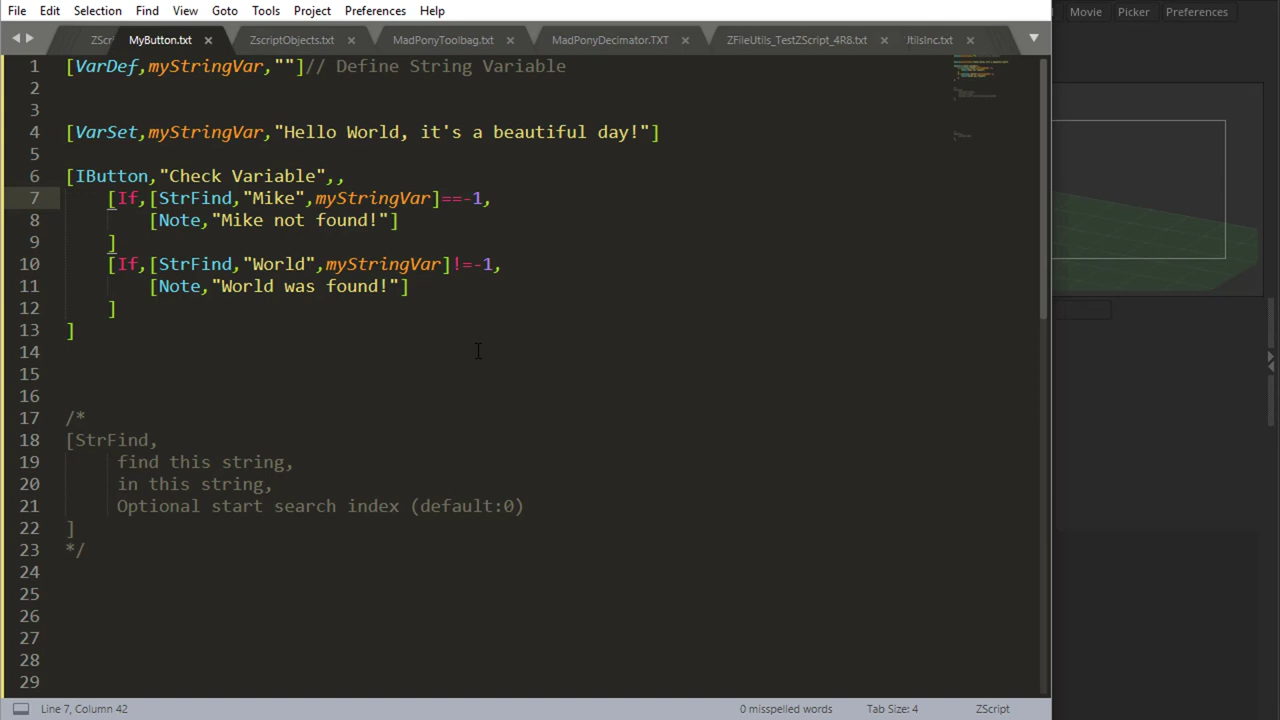 File Edit Selection Find View Goto Tools Project Preferences Help
Movie Picker Preferences
ZSci MyButton.txt × ZscriptObjects.txt × MadPonyToolbag.txt × MadPonyDecimator.TXT × ZFileUtils_TestZScript_4R8.txt × UtilsInc.txt ×
1 [VarDef,myStringVar,""]// Define String Variable
2
3
4 [VarSet,myStringVar,"Hello World, it's a beautiful day!"]
5
6 [IButton,"Check Variable",,
7 [If,[StrFind,"Mike",myStringVar]==-1,
8 [Note,"Mike not found!"]
9 ]
10 [If,[StrFind,"World",myStringVar]!=-1,
11 [Note,"World was found!"]
12 ]
13 ]
14
15
16
17 /*
18 [StrFind,
19 find this string,
20 in this string,
21 Optional start search index (default:0)
22 ]
23 */
24
25
26
27
28
29
Line 7, Column 42 0 misspelled words Tab Size: 4 ZScript